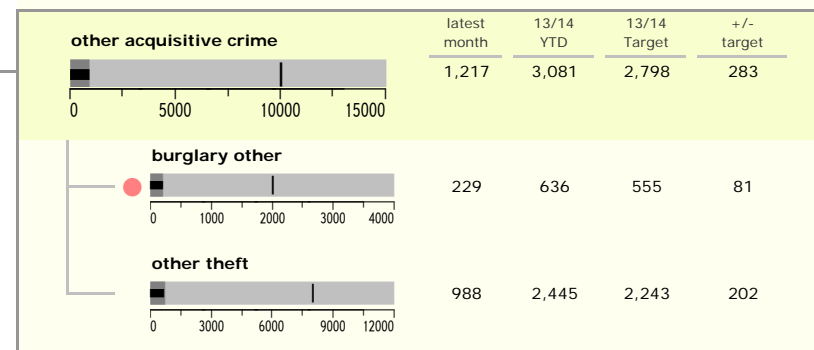 latest month 13/14 YTD 13/14 Target +/- target
other acquisitive crime
1,217 3,081 2,798 283
0 5000 10000 15000
burglary other
229 636 555 81
0 1000 2000 3000 4000
other theft
988 2,445 2,243 202
0 3000 6000 9000 12000